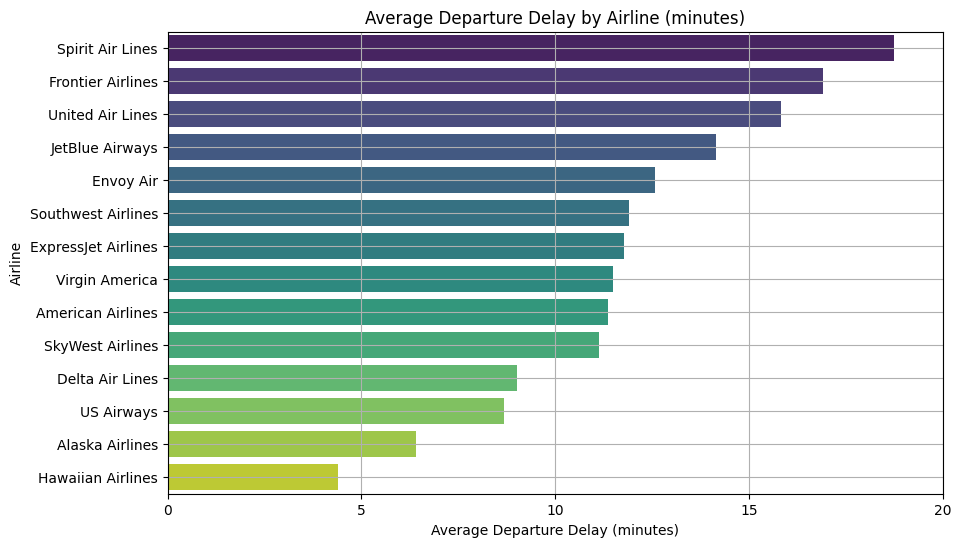 Average Departure Delay by Airline (minutes)
Airline
Spirit Air Lines
Frontier Airlines
United Air Lines
JetBlue Airways
Envoy Air
Southwest Airlines
ExpressJet Airlines
Virgin America
American Airlines
SkyWest Airlines
Delta Air Lines
US Airways
Alaska Airlines
Hawaiian Airlines
0 5 10 15 20
Average Departure Delay (minutes)